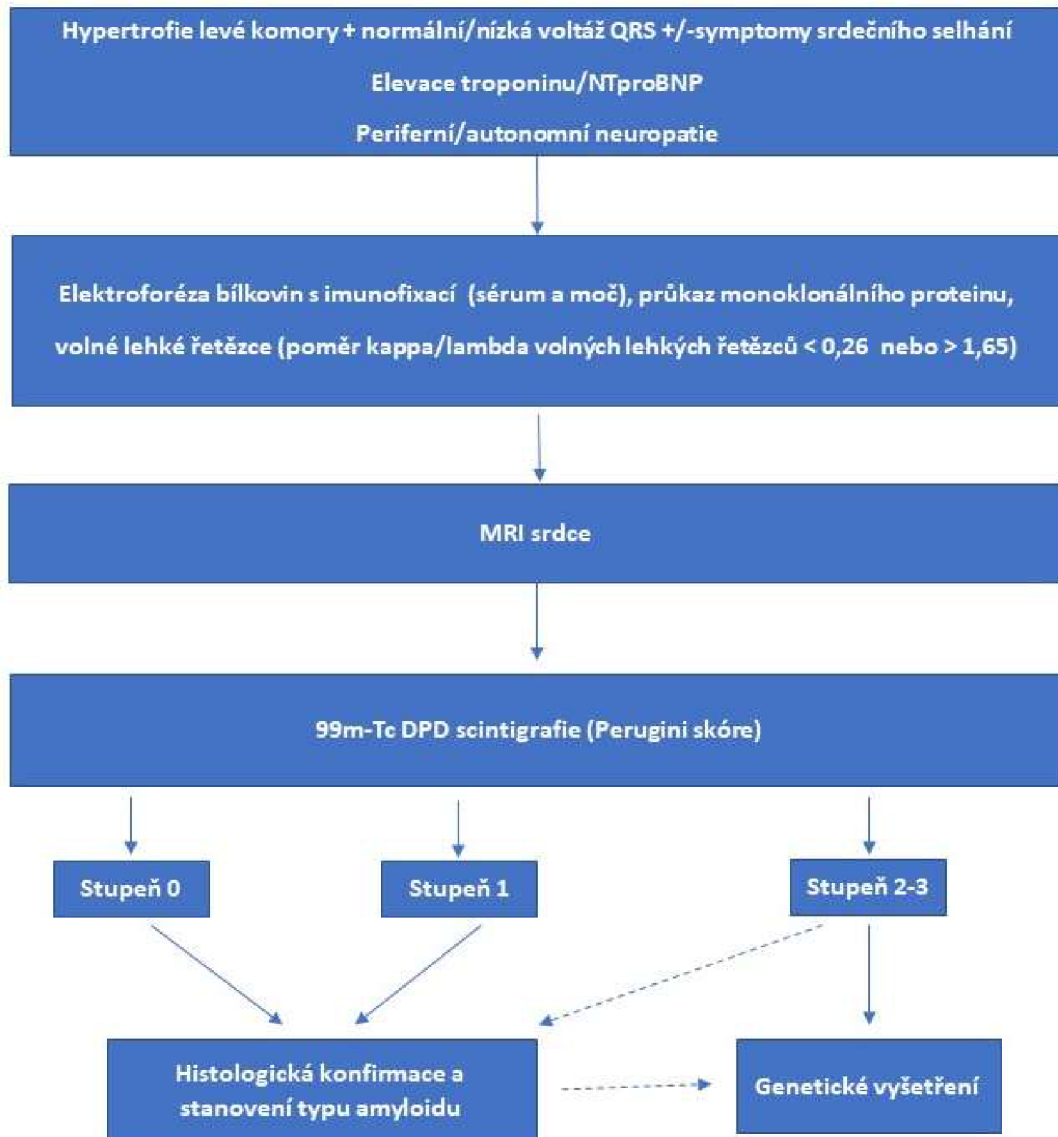 Hypertrofie levé komory + normální/nízká voltáž QRS +/-symptomy srdečního selhání
Elevace troponinu/NTproBNP
Periferní/autonomní neuropatie
Elektroforéza bílkovin s imunofixací (sérum a moč), průkaz monoklonálního proteinu,
volné lehké řetězce (poměr kappa/lambda volných lehkých řetězců < 0,26 nebo > 1,65)
MRI srdce
99m-Tc DPD scintigrafie (Perugini skóre)
Stupeň 0
Stupeň 1
Stupeň 2-3
Histologická konfirmace a
stanovení typu amyloidu
Genetické vyšetření